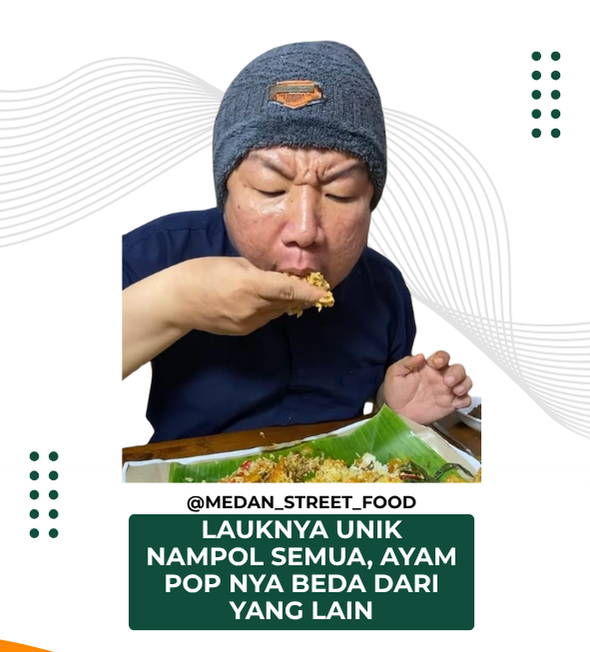 @MEDAN_STREET_FOOD
LAUKNYA UNIK
NAMPOL SEMUA, AYAM
POP NYA BEDA DARI
YANG LAIN